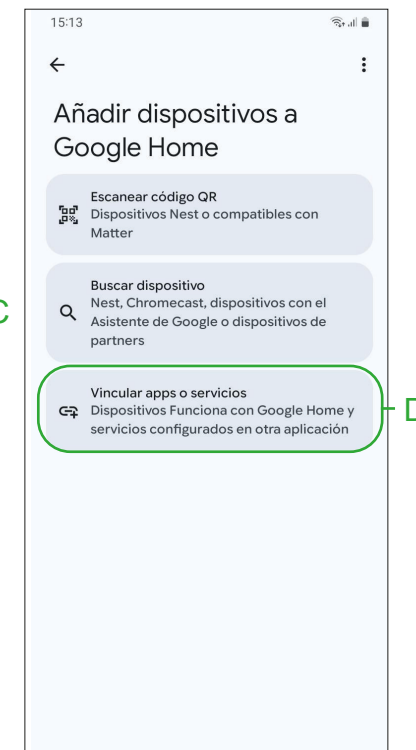 15:13
Añadir dispositivos a
Google Home
Escanear código QR
Dispositivos Nest o compatibles con
Matter
Buscar dispositivo
Nest, Chromecast, dispositivos con el
Asistente de Google o dispositivos de
partners
C
Vincular apps o servicios
Dispositivos Funciona con Google Home y
servicios configurados en otra aplicación
D